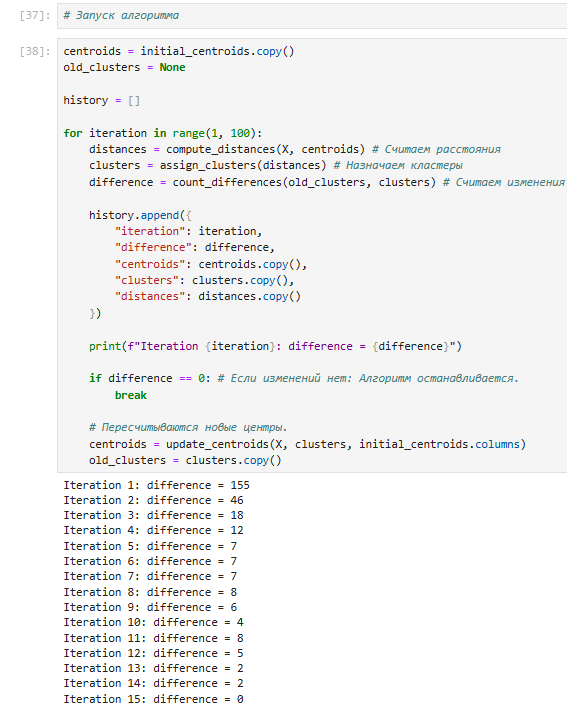 [37]: # Запуск алгоритма
[38]: centroids = initial_centroids.copy()
old_clusters = None
history = []
for iteration in range(1, 100):
    distances = compute_distances(X, centroids) # Считаем расстояния
    clusters = assign_clusters(distances) # Назначаем кластеры
    difference = count_differences(old_clusters, clusters) # Считаем изменения
    history.append({
        "iteration": iteration,
        "difference": difference,
        "centroids": centroids.copy(),
        "clusters": clusters.copy(),
        "distances": distances.copy()
    })
    print(f"Iteration {iteration}: difference = {difference}")
    if difference == 0: # Если изменений нет: Алгоритм останавливается.
        break
    # Пересчитываются новые центры.
    centroids = update_centroids(X, clusters, initial_centroids.columns)
    old_clusters = clusters.copy()
Iteration 1: difference = 155
Iteration 2: difference = 46
Iteration 3: difference = 18
Iteration 4: difference = 12
Iteration 5: difference = 7
Iteration 6: difference = 7
Iteration 7: difference = 7
Iteration 8: difference = 8
Iteration 9: difference = 6
Iteration 10: difference = 4
Iteration 11: difference = 8
Iteration 12: difference = 5
Iteration 13: difference = 2
Iteration 14: difference = 2
Iteration 15: difference = 0